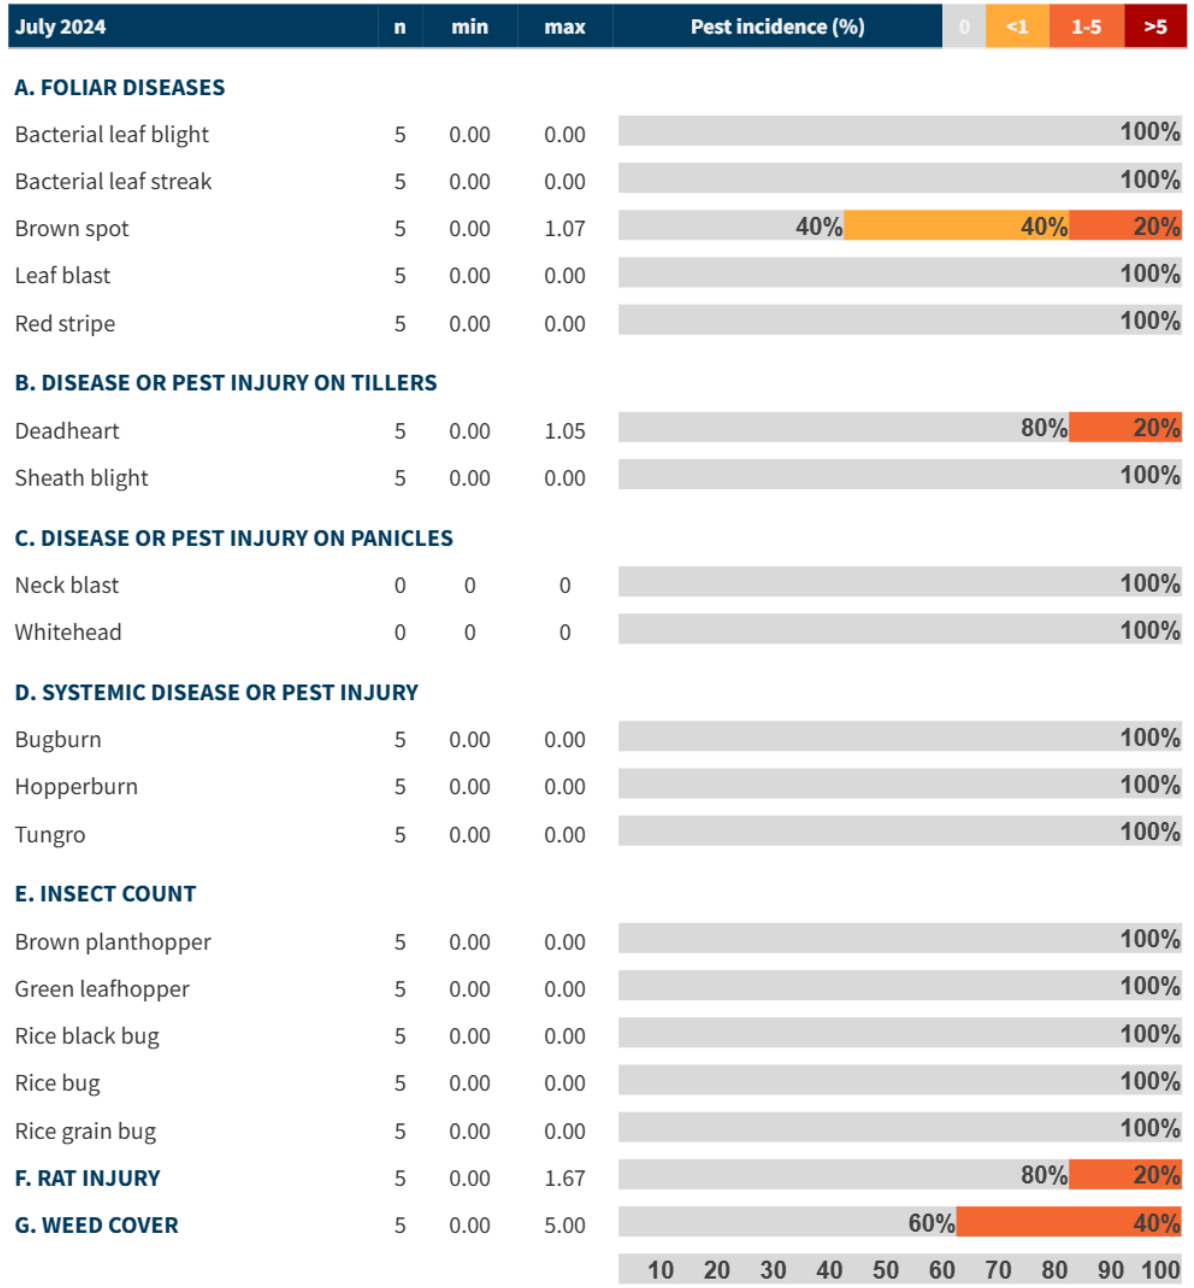 July 2024 n min max Pest incidence (%) 0 <1 1-5 >5
A. FOLIAR DISEASES
Bacterial leaf blight 5 0.00 0.00 100%
Bacterial leaf streak 5 0.00 0.00 100%
Brown spot 5 0.00 1.07 40% 40% 20%
Leaf blast 5 0.00 0.00 100%
Red stripe 5 0.00 0.00 100%
B. DISEASE OR PEST INJURY ON TILLERS
Deadheart 5 0.00 1.05 80% 20%
Sheath blight 5 0.00 0.00 100%
C. DISEASE OR PEST INJURY ON PANICLES
Neck blast 0 0 0 100%
Whitehead 0 0 0 100%
D. SYSTEMIC DISEASE OR PEST INJURY
Bugburn 5 0.00 0.00 100%
Hopperburn 5 0.00 0.00 100%
Tungro 5 0.00 0.00 100%
E. INSECT COUNT
Brown planthopper 5 0.00 0.00 100%
Green leafhopper 5 0.00 0.00 100%
Rice black bug 5 0.00 0.00 100%
Rice bug 5 0.00 0.00 100%
Rice grain bug 5 0.00 0.00 100%
F. RAT INJURY 5 0.00 1.67 80% 20%
G. WEED COVER 5 0.00 5.00 60% 40%
10 20 30 40 50 60 70 80 90 100